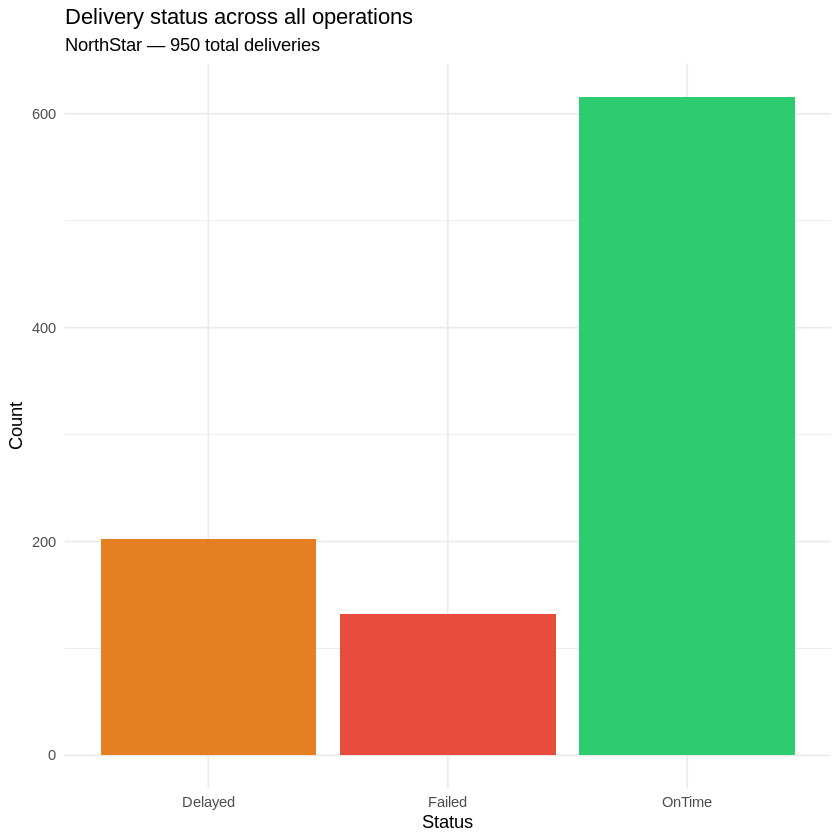 Delivery status across all operations
NorthStar — 950 total deliveries
600
400
200
0
Count
Delayed
Failed
OnTime
Status